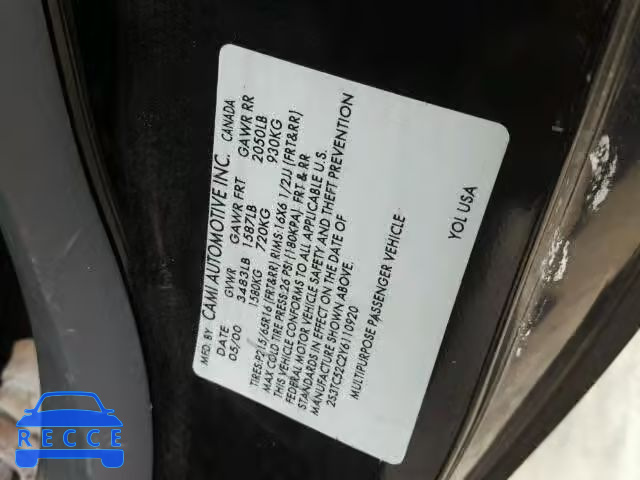 MFD. BY CAMI AUTOMOTIVE INC. CANADA
DATE GVWR GAWR FRT GAWR RR
05/00 3483LB 1587LB 2050LB
1580KG 720KG 930KG
TIRES:P215/65R16(FRT&RR) RIMS:16X6 1/2JJ (FRT&RR)
MAX COLD TIRE PRESS:26 PSI (180KPA) FRT & RR
THIS VEHICLE CONFORMS TO ALL APPLICABLE U.S.
FEDERAL MOTOR VEHICLE SAFETY AND THEFT PREVENTION
STANDARDS IN EFFECT ON THE DATE OF
MANUFACTURE SHOWN ABOVE.
2S3TC52C2Y6110920
MULTIPURPOSE PASSENGER VEHICLE
YOL USA
RECCE